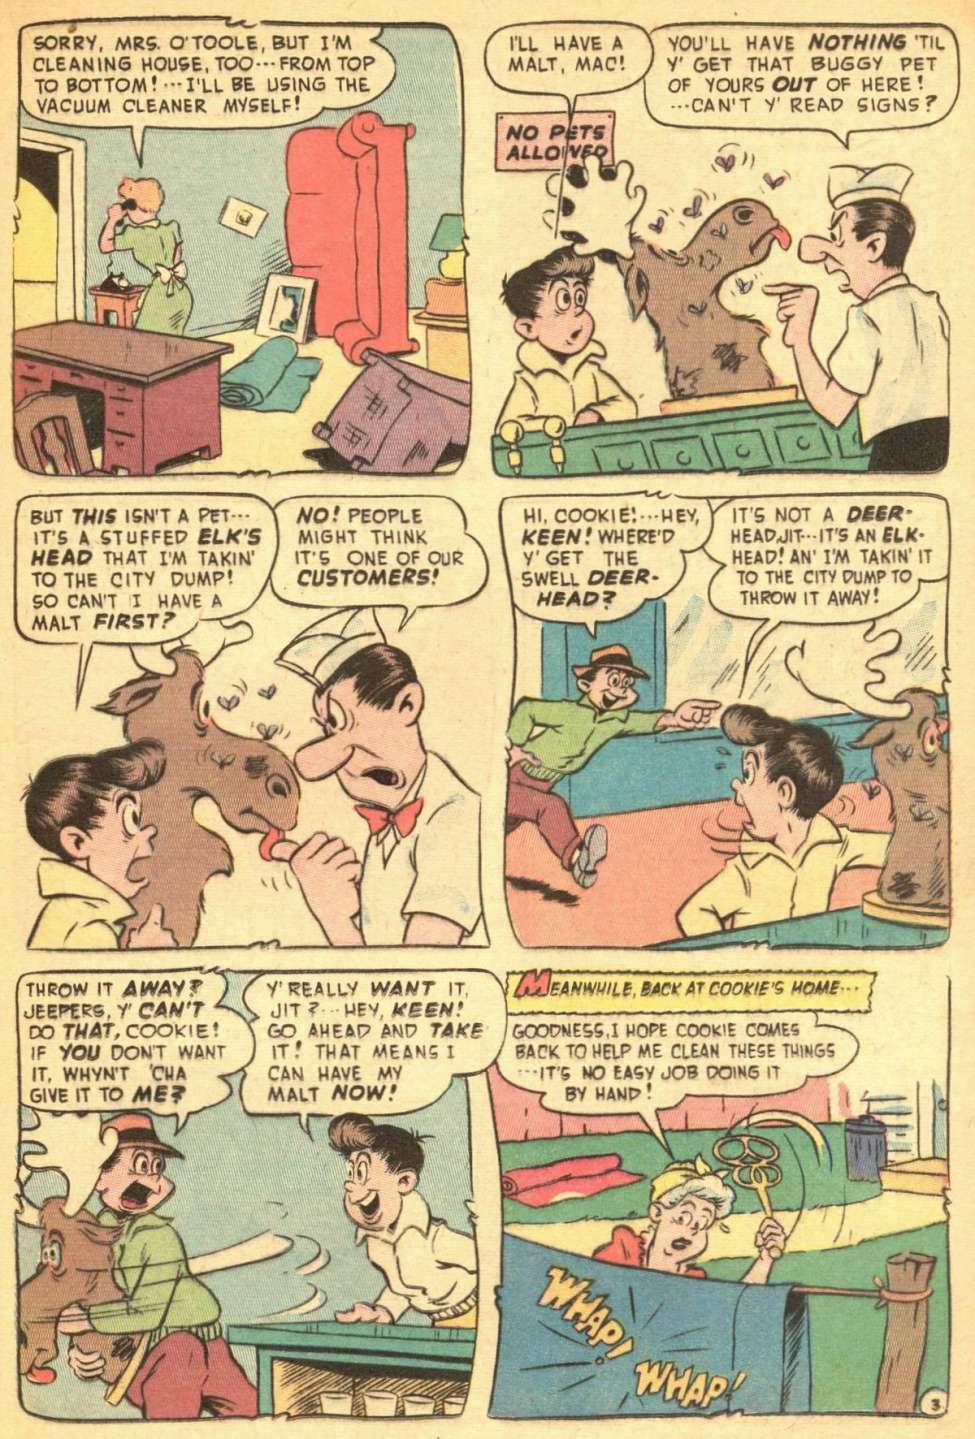 SORRY, MRS. O'TOOLE, BUT I'M
CLEANING HOUSE, TOO---FROM TOP
TO BOTTOM!---I'LL BE USING THE
VACUUM CLEANER MYSELF!
I'LL HAVE A
MALT, MAC!
YOU'LL HAVE NOTHING 'TIL
Y' GET THAT BUGGY PET
OF YOURS OUT OF HERE!
---CAN'T Y' READ SIGNS?
NO PETS
ALLOWED
BUT THIS ISN'T A PET---
IT'S A STUFFED ELK'S
HEAD THAT I'M TAKIN'
TO THE CITY DUMP!
SO CAN'T I HAVE A
MALT FIRST?
NO! PEOPLE
MIGHT THINK
IT'S ONE OF OUR
CUSTOMERS!
HI, COOKIE!---HEY,
KEEN! WHERE'D
Y' GET THE
SWELL DEER-
HEAD?
IT'S NOT A DEER-
HEAD, JIT---IT'S AN ELK-
HEAD! AN' I'M TAKIN' IT
TO THE CITY DUMP TO
THROW IT AWAY!
THROW IT AWAY?
JEEPERS, Y' CAN'T
DO THAT, COOKIE!
IF YOU DON'T WANT
IT, WHYN'T 'CHA
GIVE IT TO ME?
Y' REALLY WANT IT,
JIT?---HEY, KEEN!
GO AHEAD AND TAKE
IT! THAT MEANS I
CAN HAVE MY
MALT NOW!
MEANWHILE, BACK AT COOKIE'S HOME---
GOODNESS, I HOPE COOKIE COMES
BACK TO HELP ME CLEAN THESE THINGS
---IT'S NO EASY JOB DOING IT
BY HAND!
WHAP!
WHAP!
3